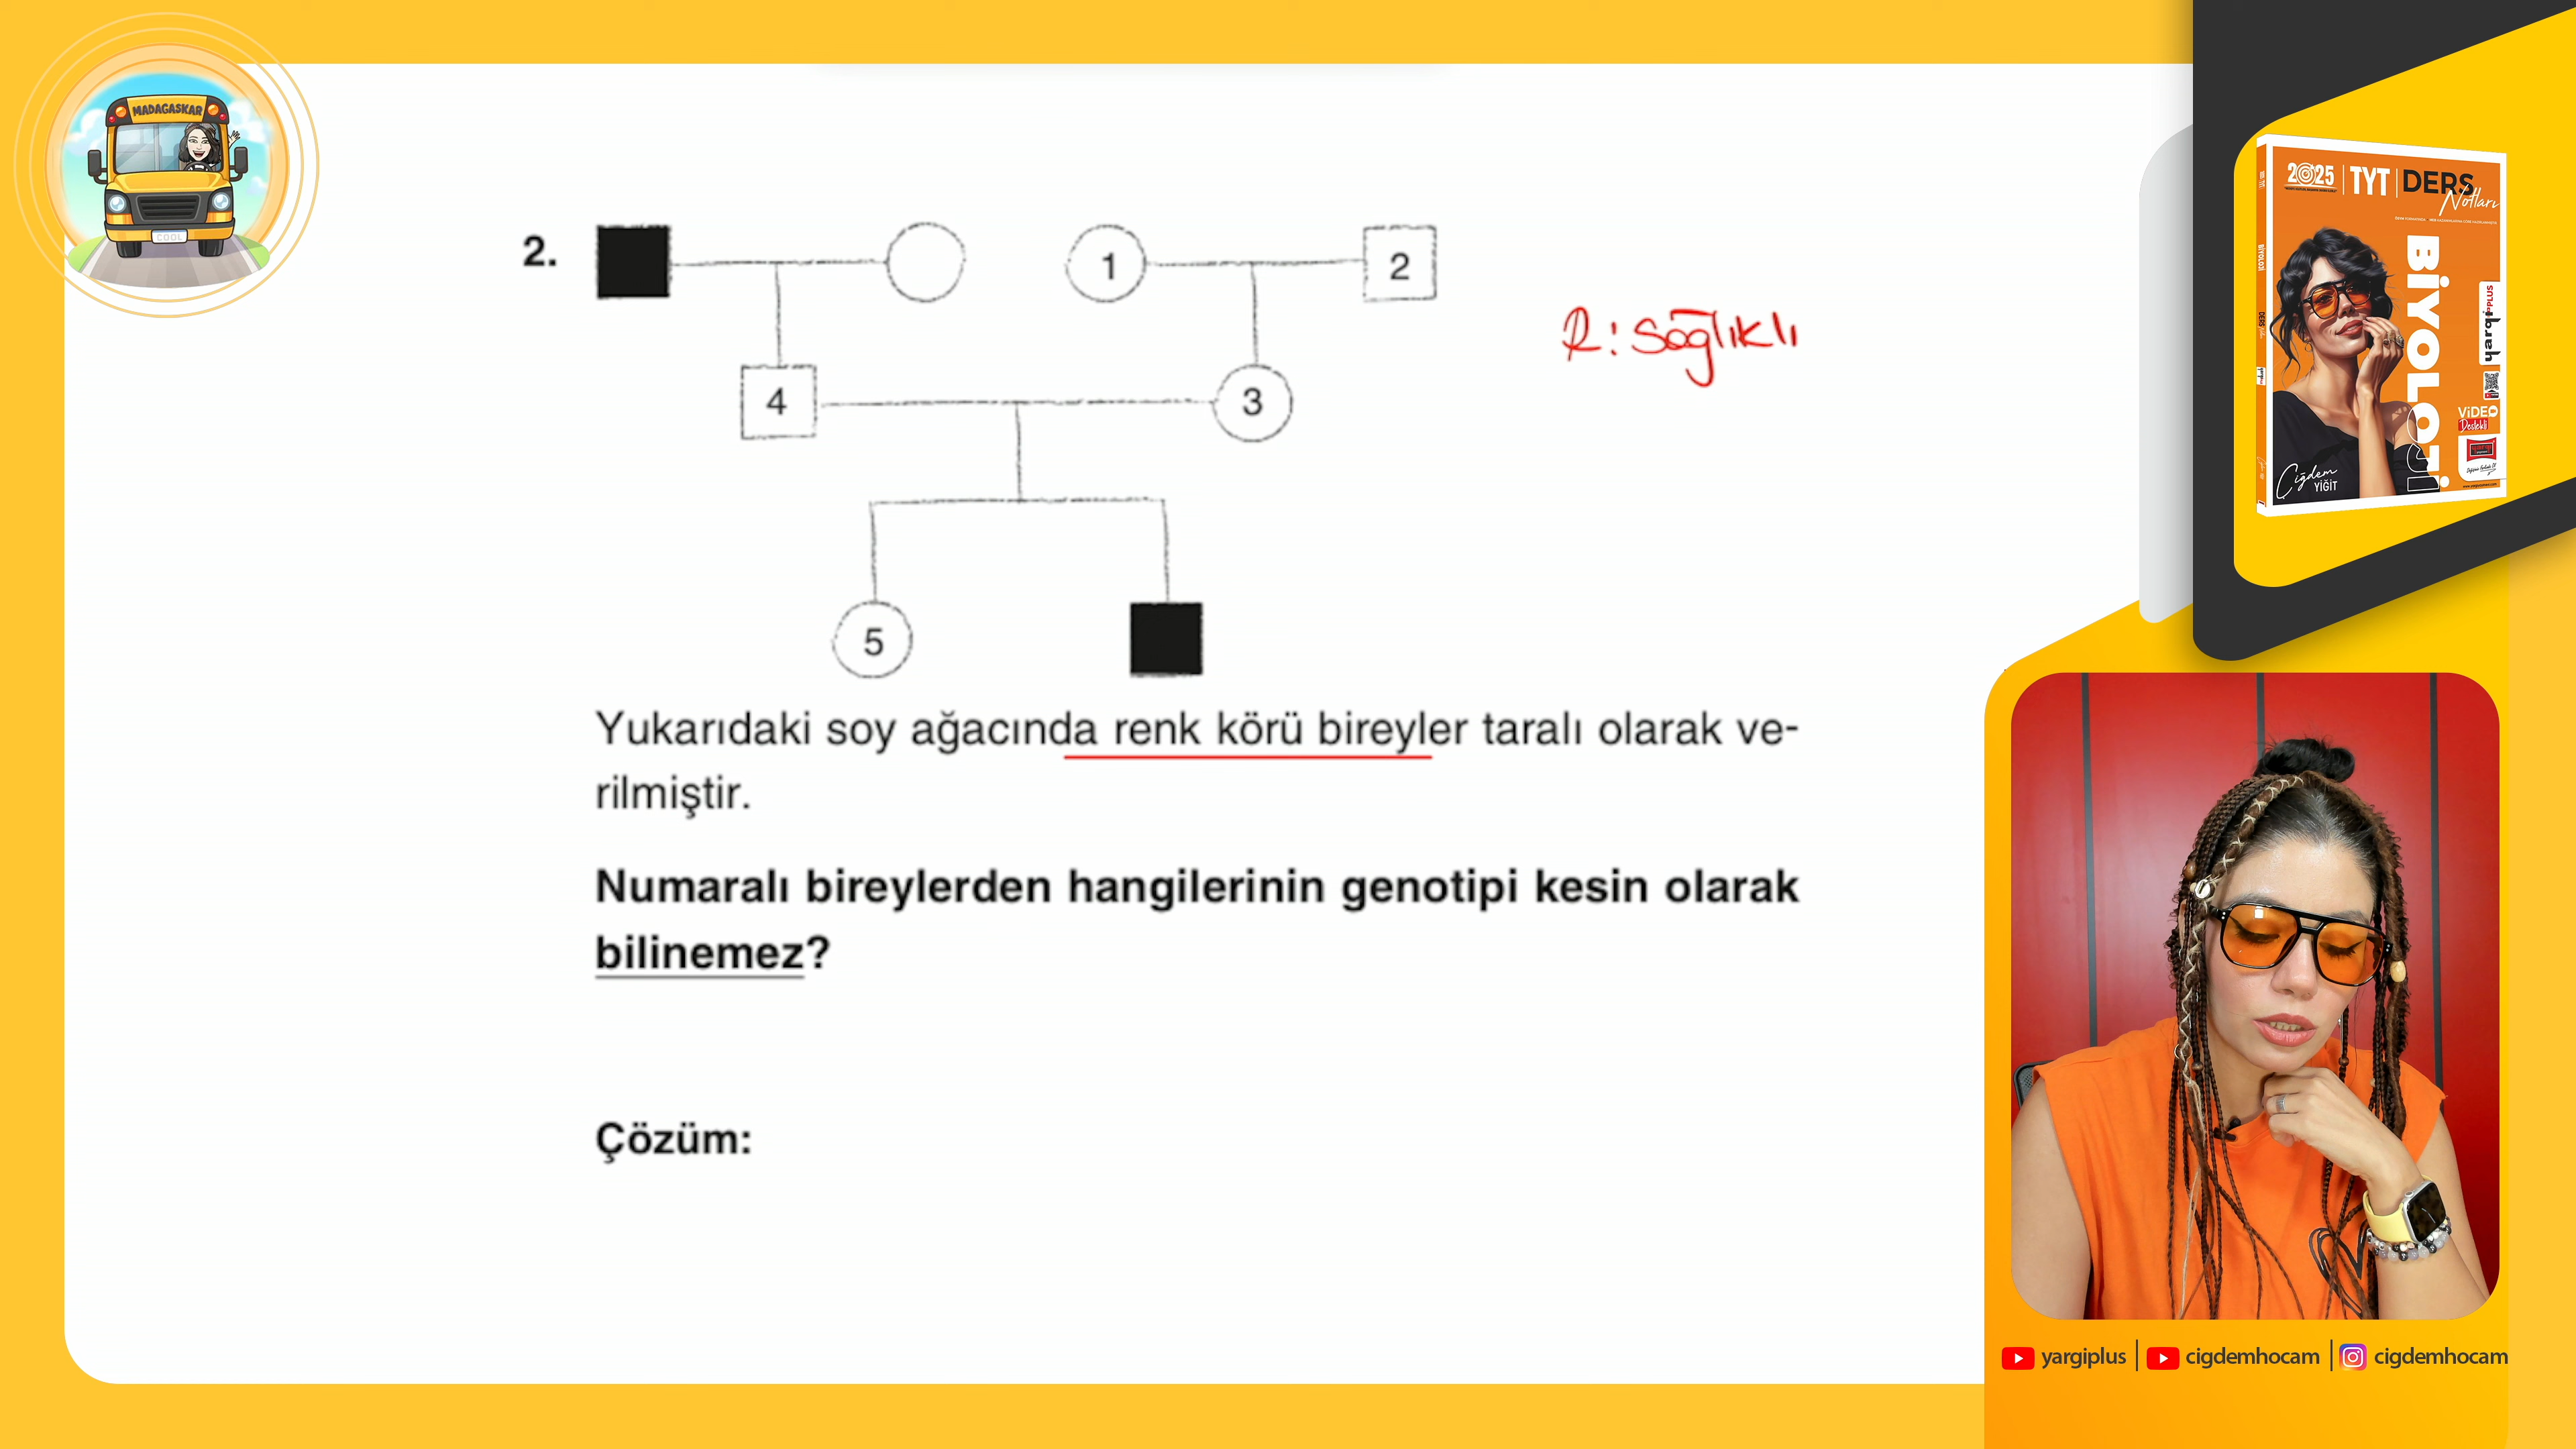 MADAGASKAR
COOL
2.
1
2
R: Sağlıklı
4
3
5
Yukarıdaki soy ağacında renk körü bireyler taralı olarak ve-
rilmiştir.
Numaralı bireylerden hangilerinin genotipi kesin olarak
bilinemez?
Çözüm:
2025 TYT DERS
Notları
BİYOLOJİ
yargı PLUS
VİDEO
Destekli
Çiğdem
YİĞİT
yargiplus
cigdemhocam
cigdemhocam